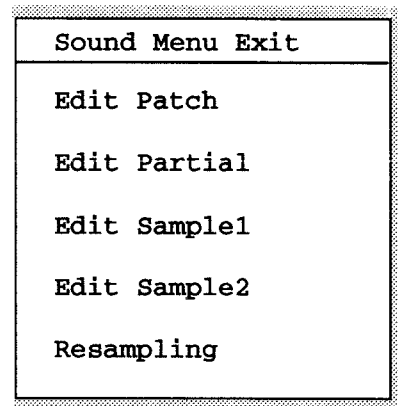 Sound Menu Exit
Edit Patch
Edit Partial
Edit Sample1
Edit Sample2
Resampling